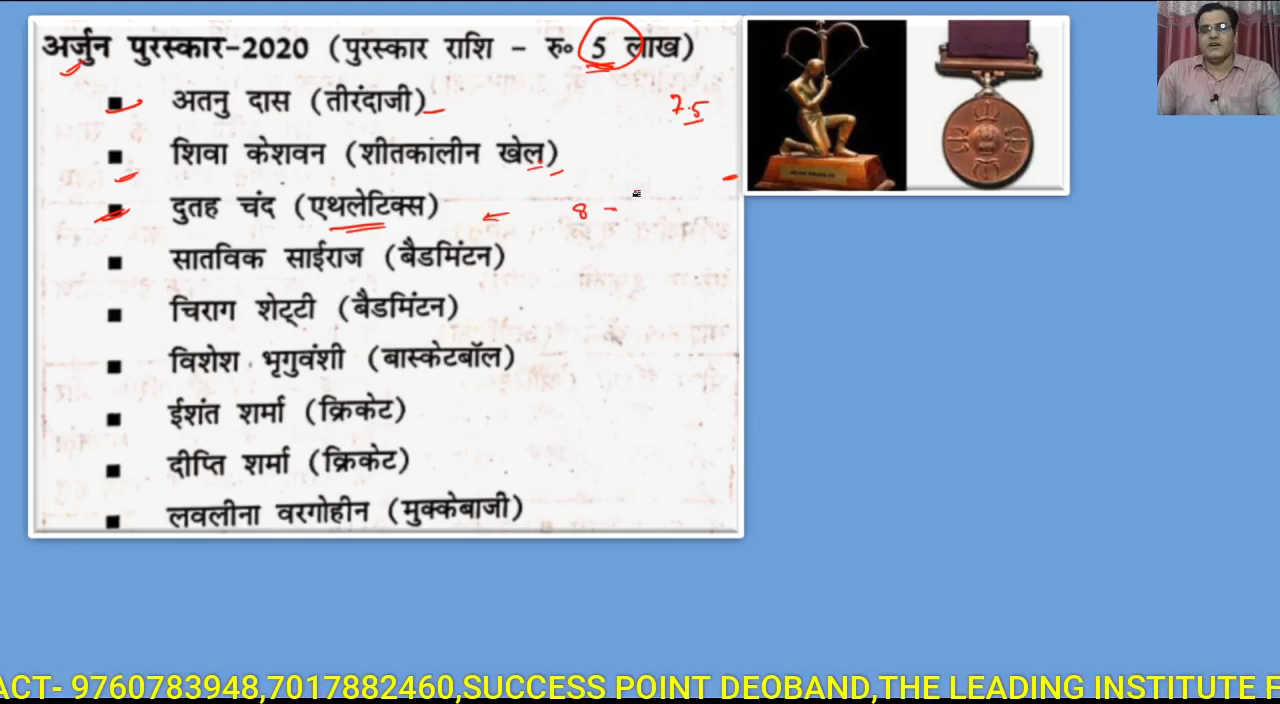 अर्जुन पुरस्कार-2020 (पुरस्कार राशि - रु० 5 लाख)
■ अतनु दास (तीरंदाजी)
7.5
■ शिवा केशवन (शीतकालीन खेल)
■ दुतह चंद (एथलेटिक्स)
8 -
■ सातविक साईराज (बैडमिंटन)
■ चिराग शेट्टी (बैडमिंटन)
■ विशेश भृगुवंशी (बास्केटबॉल)
■ ईशंत शर्मा (क्रिकेट)
■ दीप्ति शर्मा (क्रिकेट)
■ लवलीना वरगोहीन (मुक्केबाजी)
ACT- 9760783948,7017882460,SUCCESS POINT DEOBAND,THE LEADING INSTITUTE F